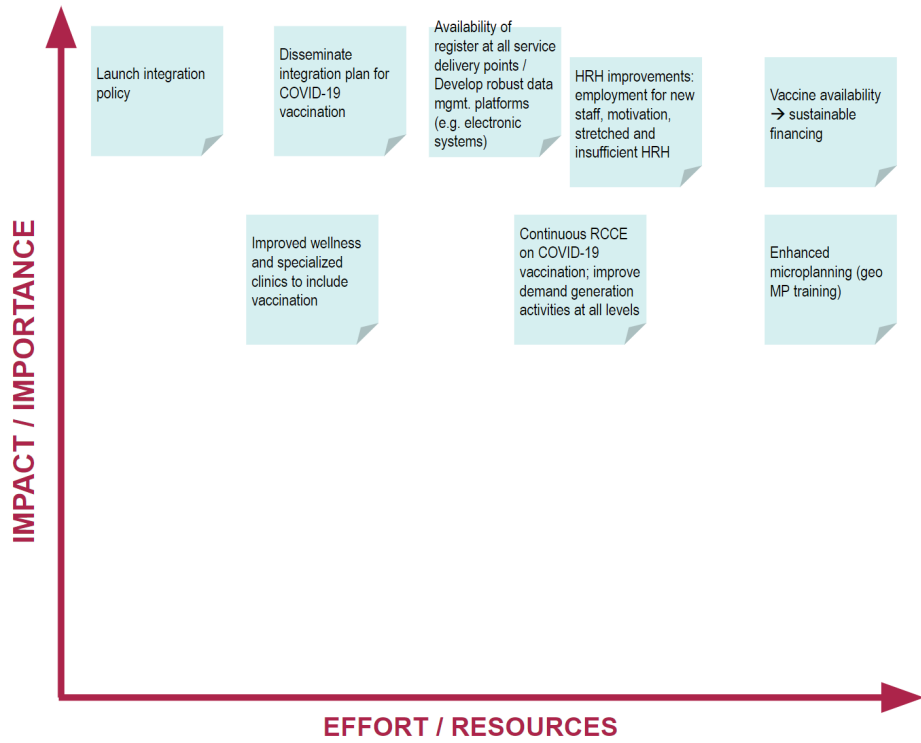 Launch integration
policy
Disseminate
integration plan for
COVID-19
vaccination
Availability of
register at all service
delivery points /
Develop robust data
mgmt. platforms
(e.g. electronic
systems)
HRH improvements:
employment for new
staff, motivation,
stretched and
insufficient HRH
Vaccine availability
→ sustainable
financing
Improved wellness
and specialized
clinics to include
vaccination
Continuous RCCE
on COVID-19
vaccination; improve
demand generation
activities at all levels
Enhanced
microplanning (geo
MP training)
IMPACT / IMPORTANCE
EFFORT / RESOURCES